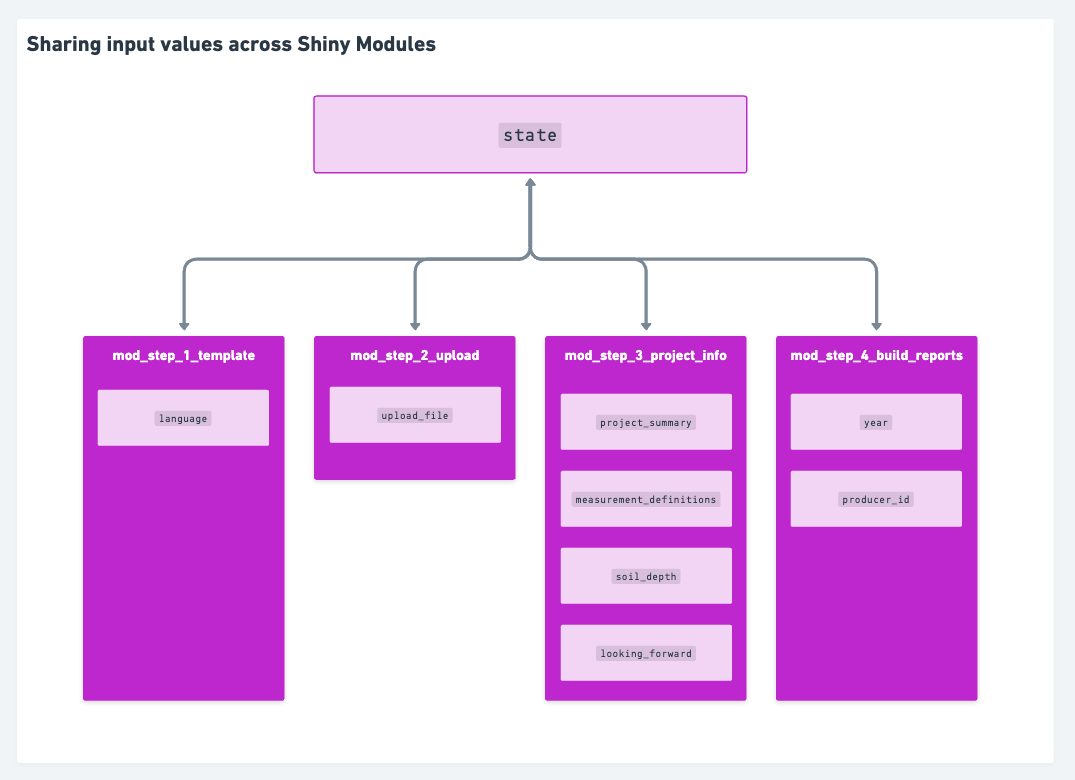 Sharing input values across Shiny Modules
state
mod_step_1_template
language
mod_step_2_upload
upload_file
mod_step_3_project_info
project_summary
measurement_definitions
soil_depth
looking_forward
mod_step_4_build_reports
year
producer_id